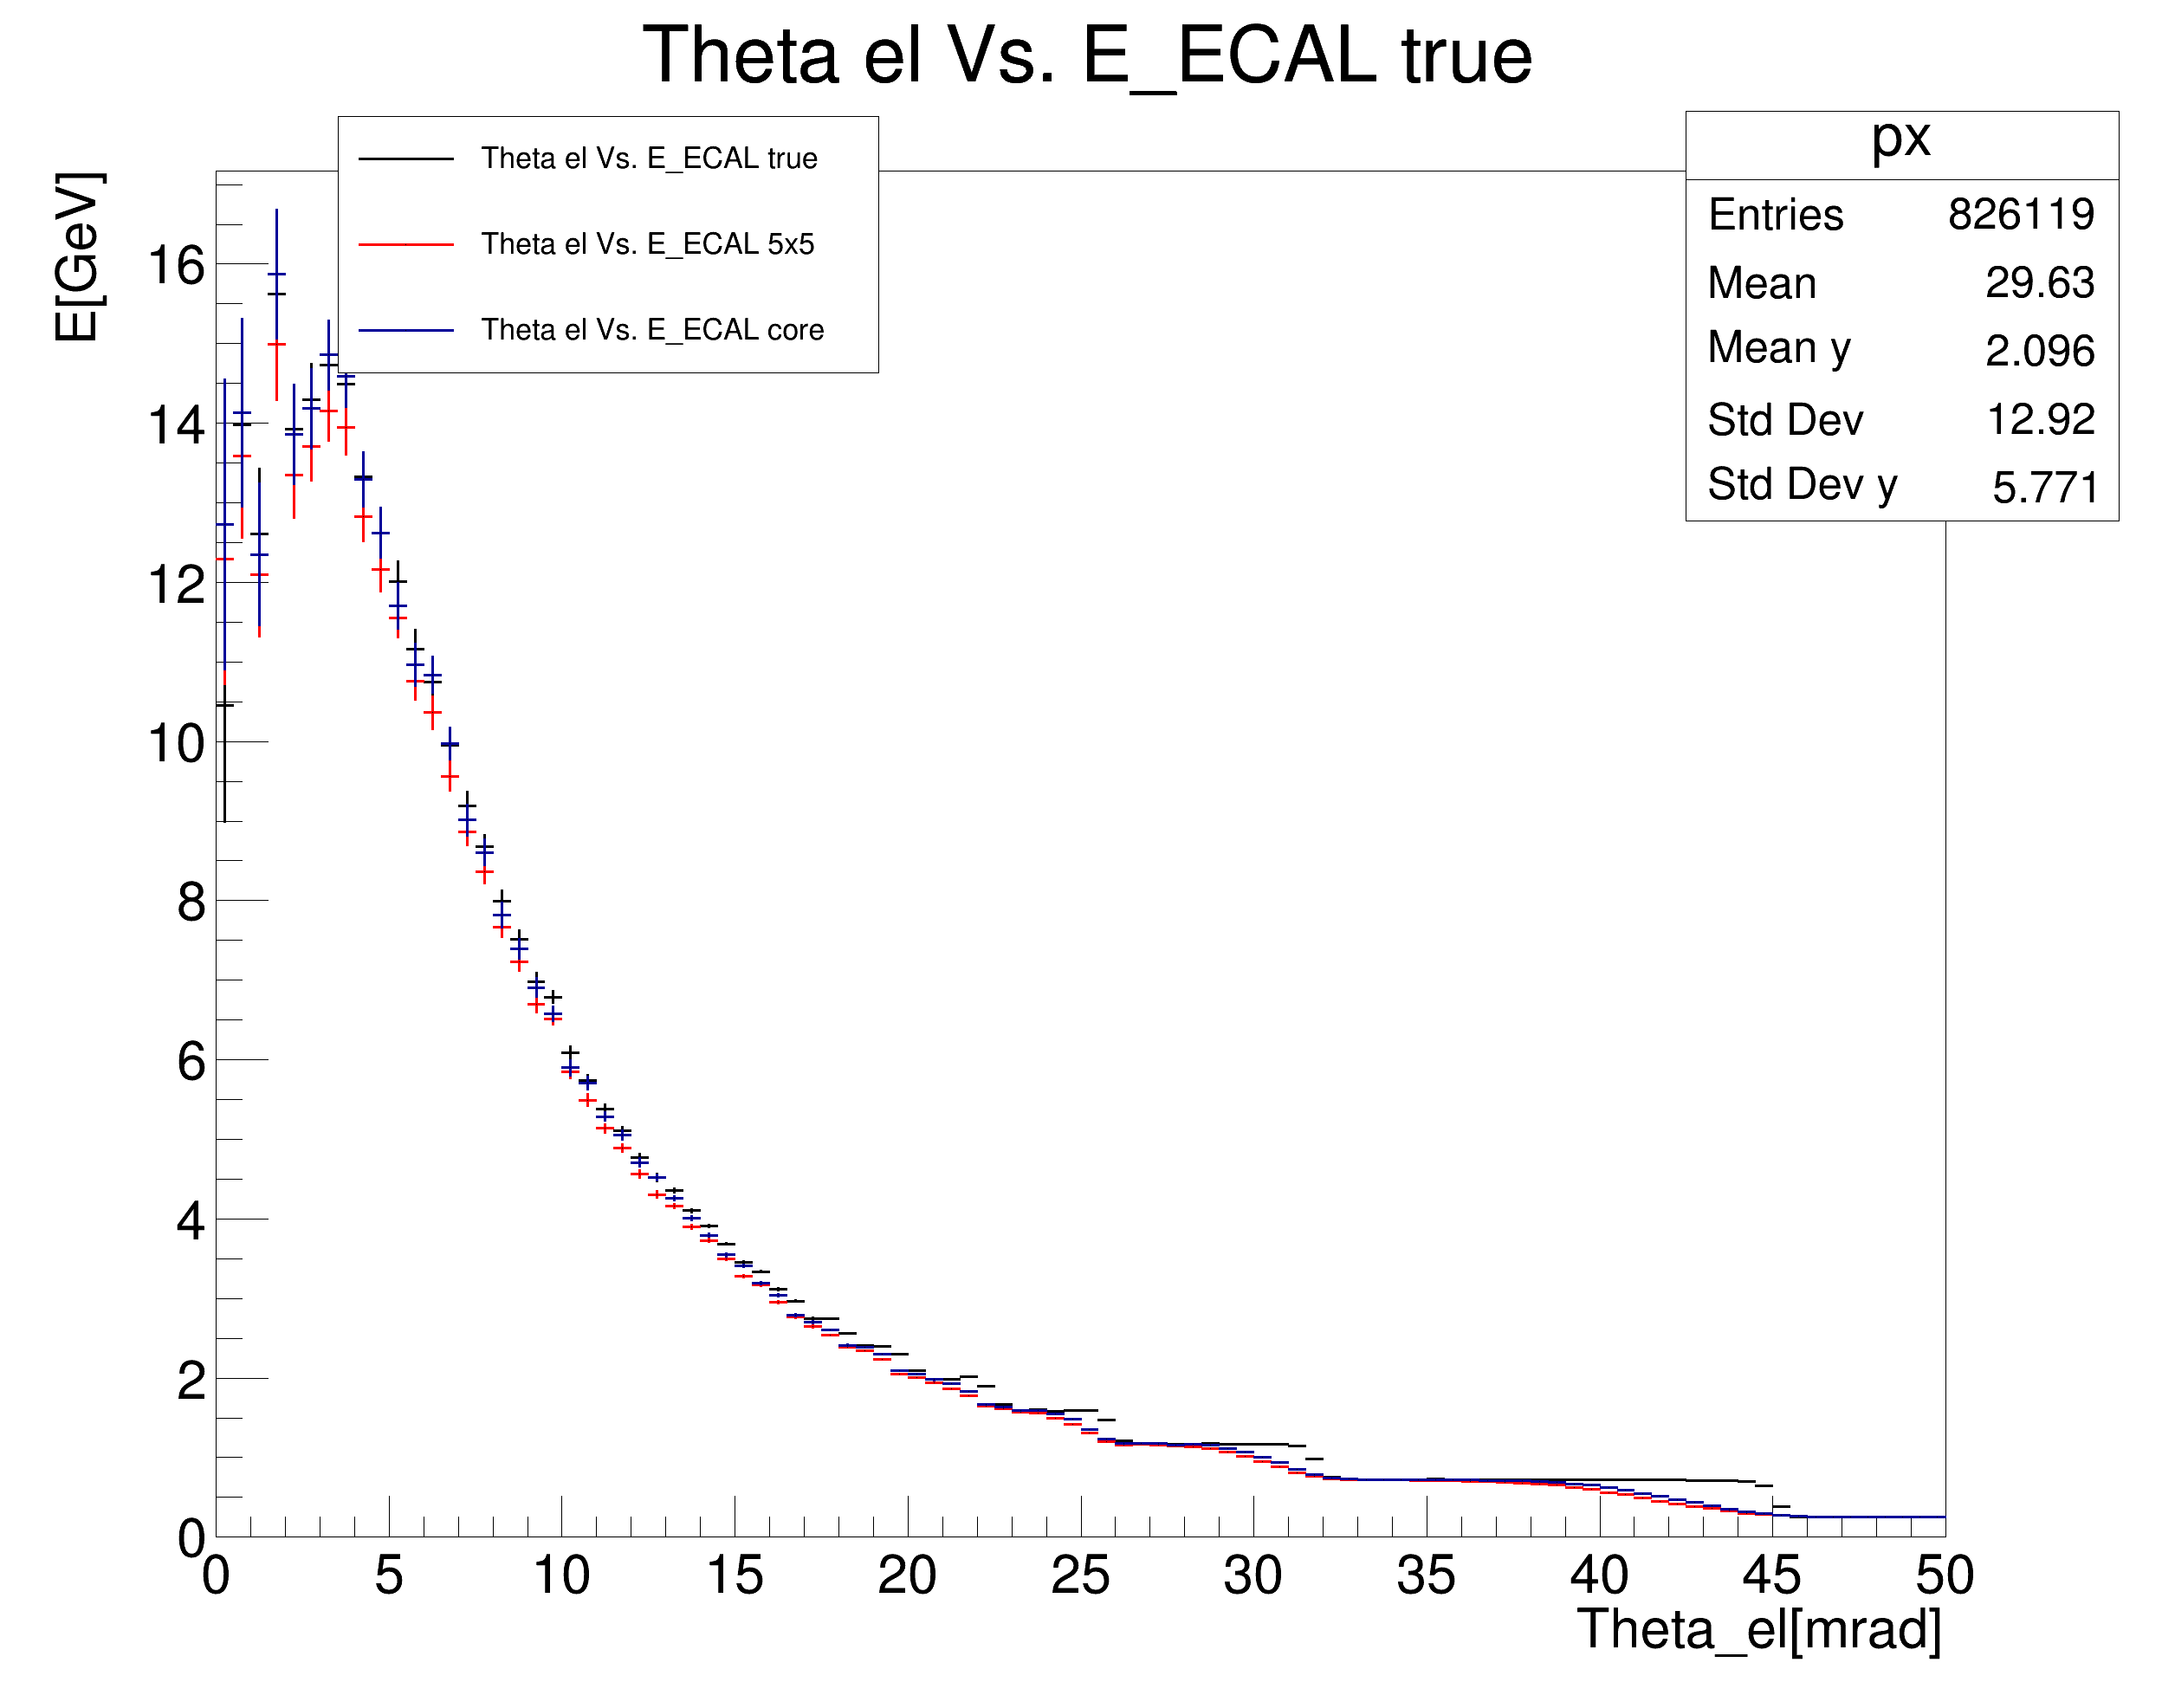 Theta el Vs. E_ECAL true
E[GeV]
Theta el Vs. E_ECAL true
Theta el Vs. E_ECAL 5x5
Theta el Vs. E_ECAL core
px
Entries 826119
Mean 29.63
Mean y 2.096
Std Dev 12.92
Std Dev y 5.771
16
14
12
10
8
6
4
2
0
0 5 10 15 20 25 30 35 40 45 50
Theta_el[mrad]